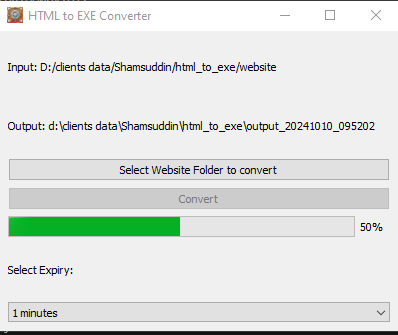 HTML to EXE Converter
Input: D:/clients data/Shamsuddin/html_to_exe/website
Output: d:\clients data\Shamsuddin\html_to_exe\output_20241010_095202
Select Website Folder to convert
Convert
50%
Select Expiry:
1 minutes